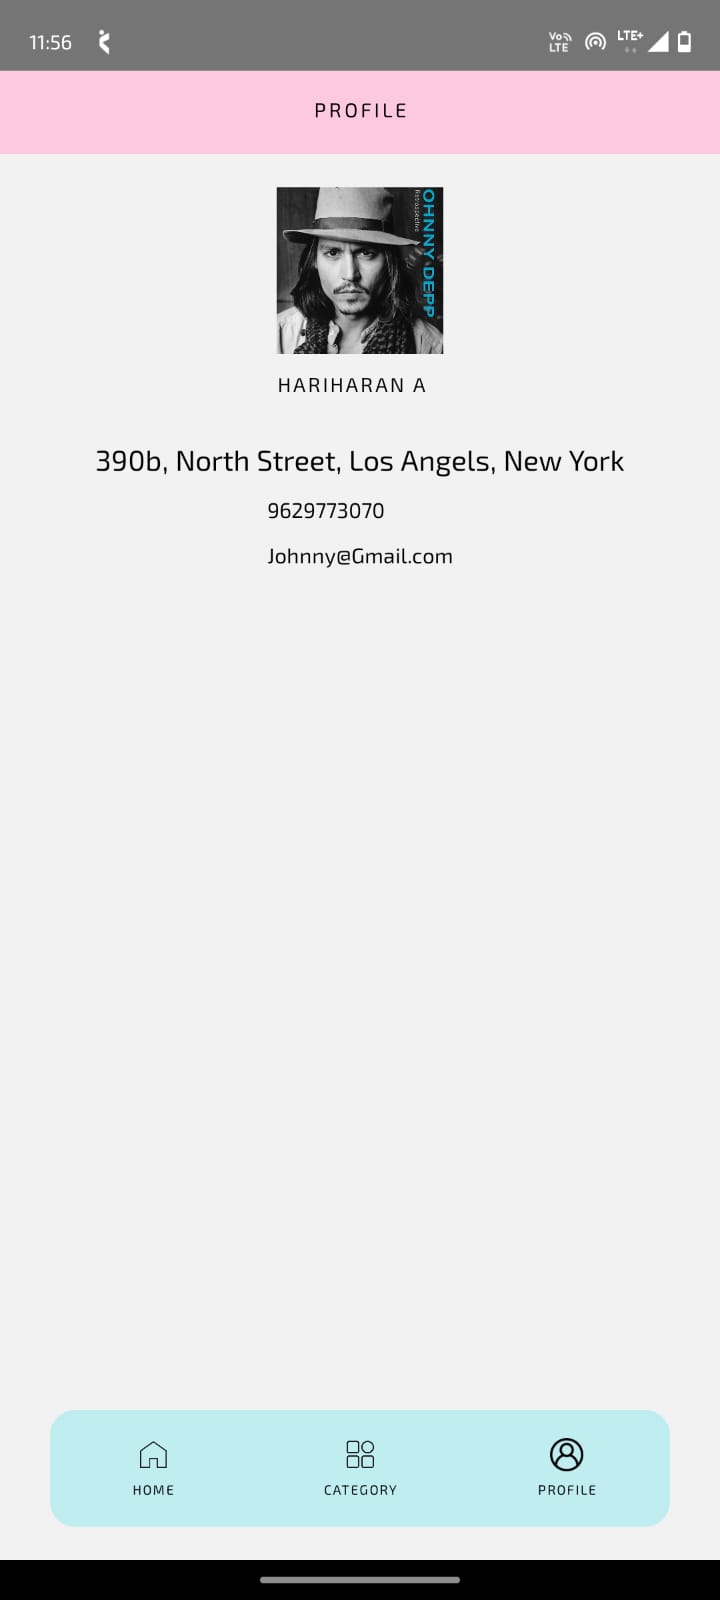 11:56
Vo LTE LTE+
PROFILE
OHNNY DEPP
Retrospective
HARIHARAN A
390b, North Street, Los Angels, New York
9629773070
Johnny@Gmail.com
HOME CATEGORY PROFILE